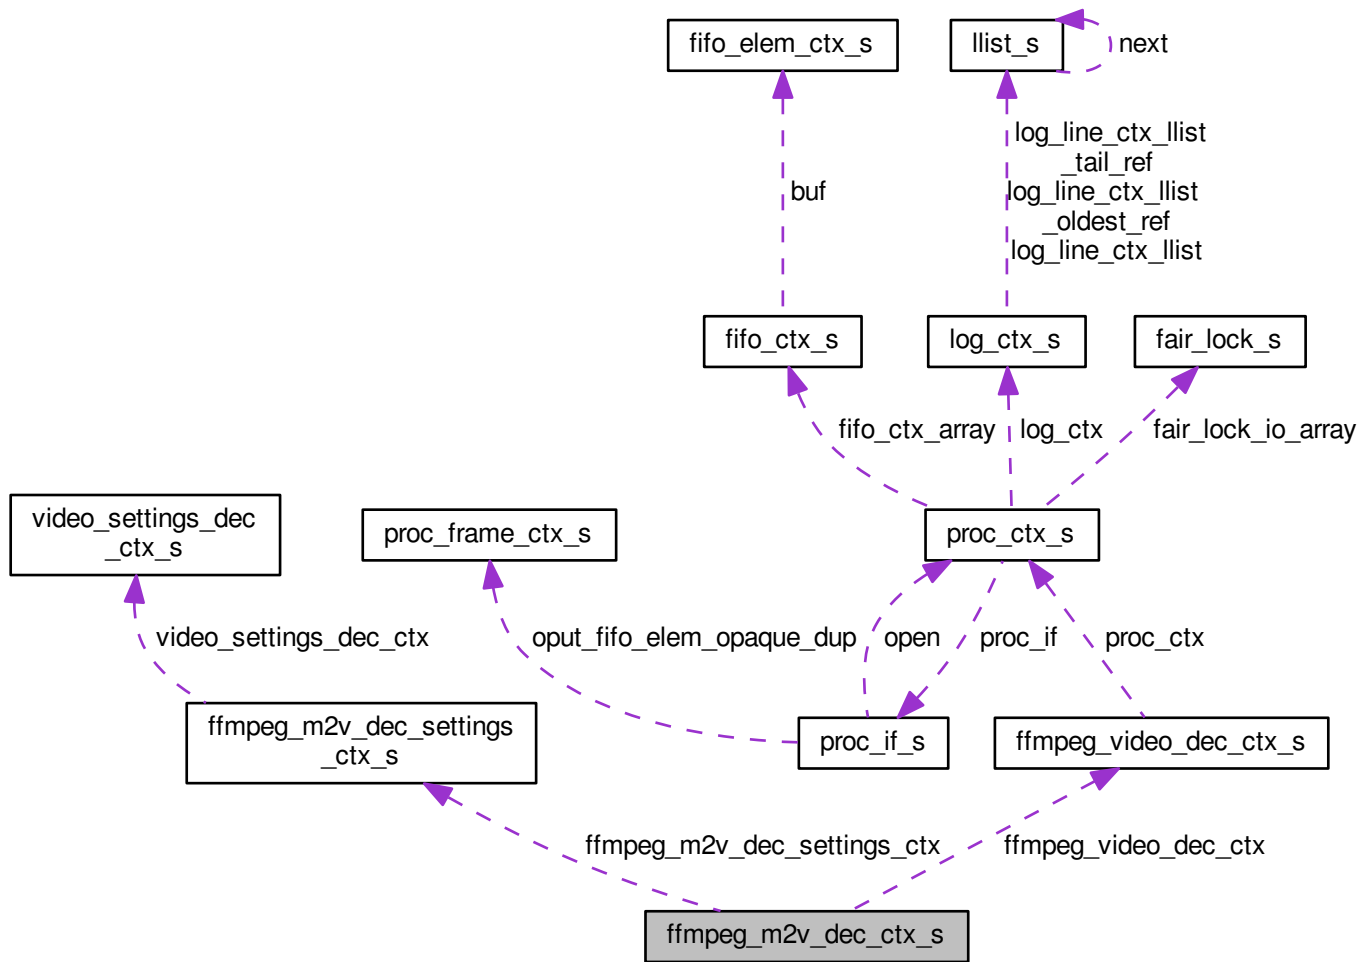 fifo_elem_ctx_s
llist_s
next
log_line_ctx_llist
_tail_ref
buf
log_line_ctx_llist
_oldest_ref
log_line_ctx_llist
fifo_ctx_s
log_ctx_s
fair_lock_s
fifo_ctx_array
log_ctx
fair_lock_io_array
video_settings_dec
_ctx_s
proc_frame_ctx_s
proc_ctx_s
video_settings_dec_ctx
oput_fifo_elem_opaque_dup
open
proc_if
proc_ctx
ffmpeg_m2v_dec_settings
_ctx_s
proc_if_s
ffmpeg_video_dec_ctx_s
ffmpeg_m2v_dec_settings_ctx
ffmpeg_video_dec_ctx
ffmpeg_m2v_dec_ctx_s